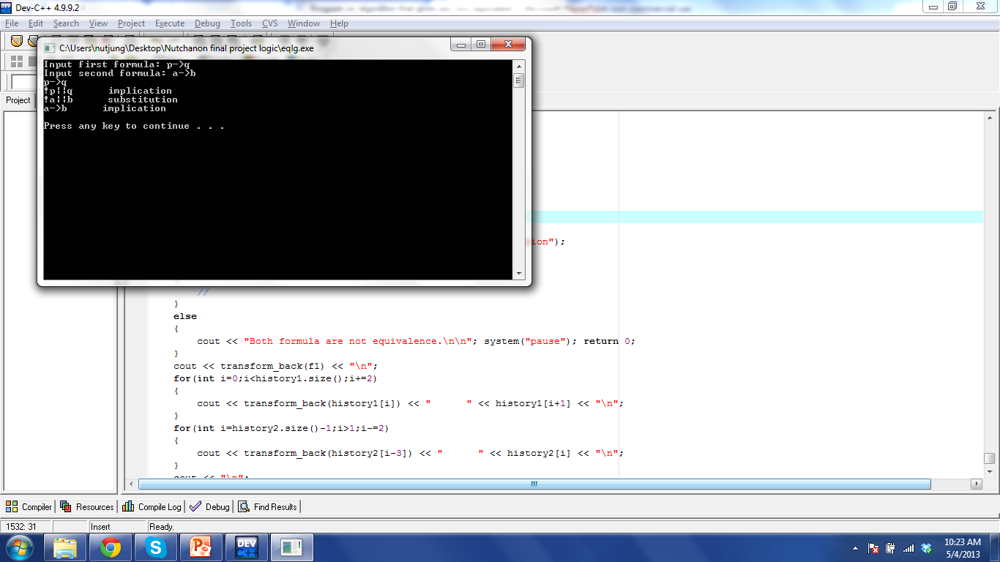 Dev-C++ 4.9.9.2
File Edit Search View Project Execute Debug Tools CVS Window Help
C:\Users\nutjung\Desktop\Nutchanon final project logic\eqlg.exe
Input first formula: p->q
Input second formula: a->b
p->q
!p||q implication
!a||b substitution
a->b implication
Press any key to continue . . .
Project
ion");
//
}
else
{
cout << "Both formula are not equivalence.\n\n"; system("pause"); return 0;
}
cout << transform_back(f1) << "\n";
for(int i=0;i<history1.size();i+=2)
{
cout << transform_back(history1[i]) << "      " << history1[i+1] << "\n";
}
for(int i=history2.size()-1;i>1;i-=2)
{
cout << transform_back(history2[i-3]) << "      " << history2[i] << "\n";
}
cout << "\n";
Compiler Resources Compile Log Debug Find Results
1532: 31 Insert Ready.
DEV C++
10:23 AM
5/4/2013